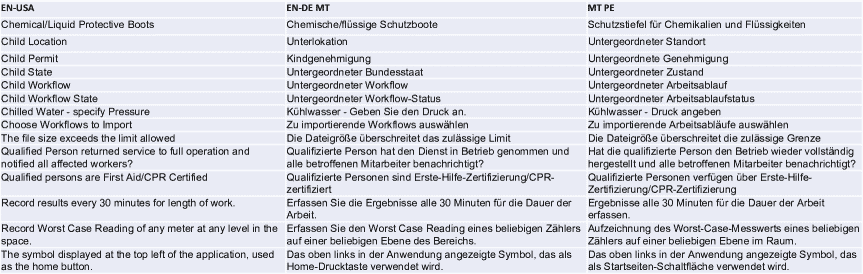 EN-USA EN-DE MT MT PE
Chemical/Liquid Protective Boots Chemische/flüssige Schutzboote Schutzstiefel für Chemikalien und Flüssigkeiten
Child Location Unterlokation Untergeordneter Standort
Child Permit Kindgenehmigung Untergeordnete Genehmigung
Child State Untergeordneter Bundesstaat Untergeordneter Zustand
Child Workflow Untergeordneter Workflow Untergeordneter Arbeitsablauf
Child Workflow State Untergeordneter Workflow-Status Untergeordneter Arbeitsablaufstatus
Chilled Water - specify Pressure Kühlwasser - Geben Sie den Druck an. Kühlwasser - Druck angeben
Choose Workflows to Import Zu importierende Workflows auswählen Zu importierende Arbeitsabläufe auswählen
The file size exceeds the limit allowed Die Dateigröße überschreitet das zulässige Limit Die Dateigröße überschreitet die zulässige Grenze
Qualified Person returned service to full operation and Qualifizierte Person hat den Dienst in Betrieb genommen und Hat die qualifizierte Person den Betrieb wieder vollständig
notified all affected workers? alle betroffenen Mitarbeiter benachrichtigt? hergestellt und alle betroffenen Mitarbeiter benachrichtigt?
Qualified persons are First Aid/CPR Certified Qualifizierte Personen sind Erste-Hilfe-Zertifizierung/CPR- Qualifizierte Personen verfügen über Erste-Hilfe-
zertifiziert Zertifizierung/CPR-Zertifizierung
Record results every 30 minutes for length of work. Erfassen Sie die Ergebnisse alle 30 Minuten für die Dauer der Ergebnisse alle 30 Minuten für die Dauer der Arbeit
Arbeit. erfassen.
Record Worst Case Reading of any meter at any level in the Erfassen Sie den Worst Case Reading eines beliebigen Zählers Aufzeichnung des Worst-Case-Messwerts eines beliebigen
space. auf einer beliebigen Ebene des Bereichs. Zählers auf einer beliebigen Ebene im Raum.
The symbol displayed at the top left of the application, used Das oben links in der Anwendung angezeigte Symbol, das als Das oben links in der Anwendung angezeigte Symbol, das
as the home button. Home-Drucktaste verwendet wird. als Startseiten-Schaltfläche verwendet wird.